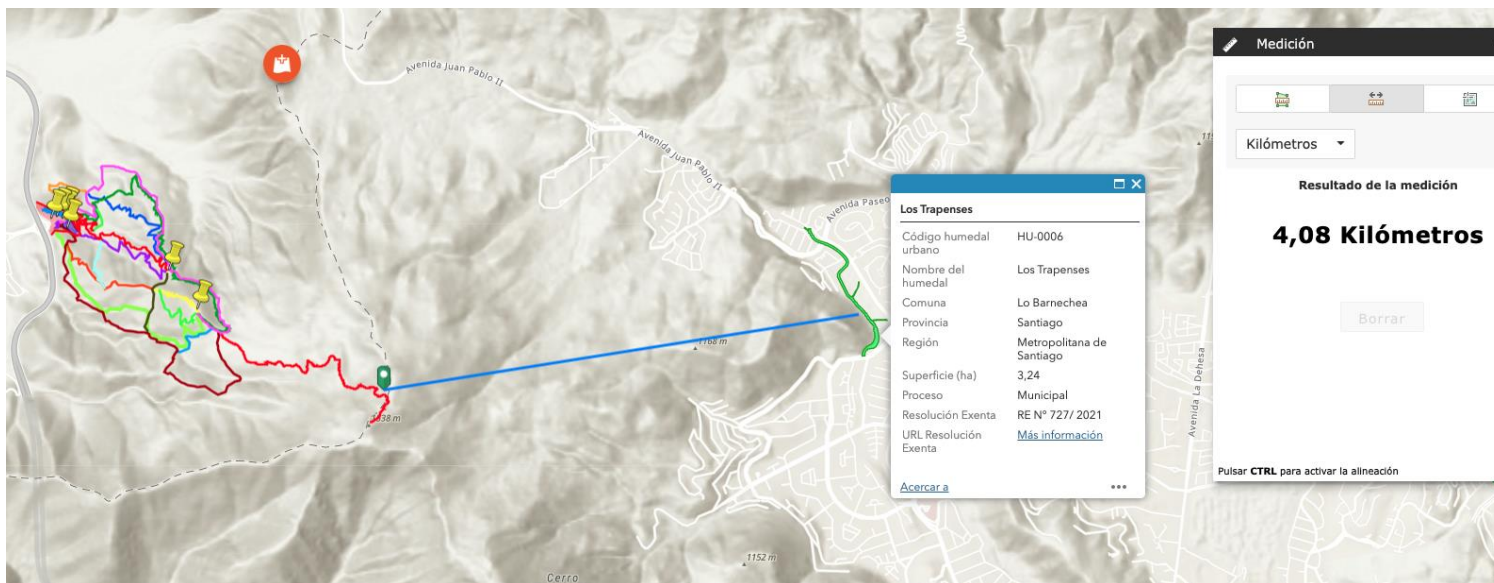 Avenida Juan Pablo II
Avenida Juan Pablo II
Avenida Paseo
1168 m
1152 m
Cerro
Avenida La Dehesa
Los Trapenses
Código humedal urbano HU-0006
Nombre del humedal Los Trapenses
Comuna Lo Barnechea
Provincia Santiago
Región Metropolitana de Santiago
Superficie (ha) 3,24
Proceso Municipal
Resolución Exenta RE N° 727/ 2021
URL Resolución Exenta Más información
Acercar a
Medición
Kilómetros
Resultado de la medición
4,08 Kilómetros
Borrar
Pulsar CTRL para activar la alineación